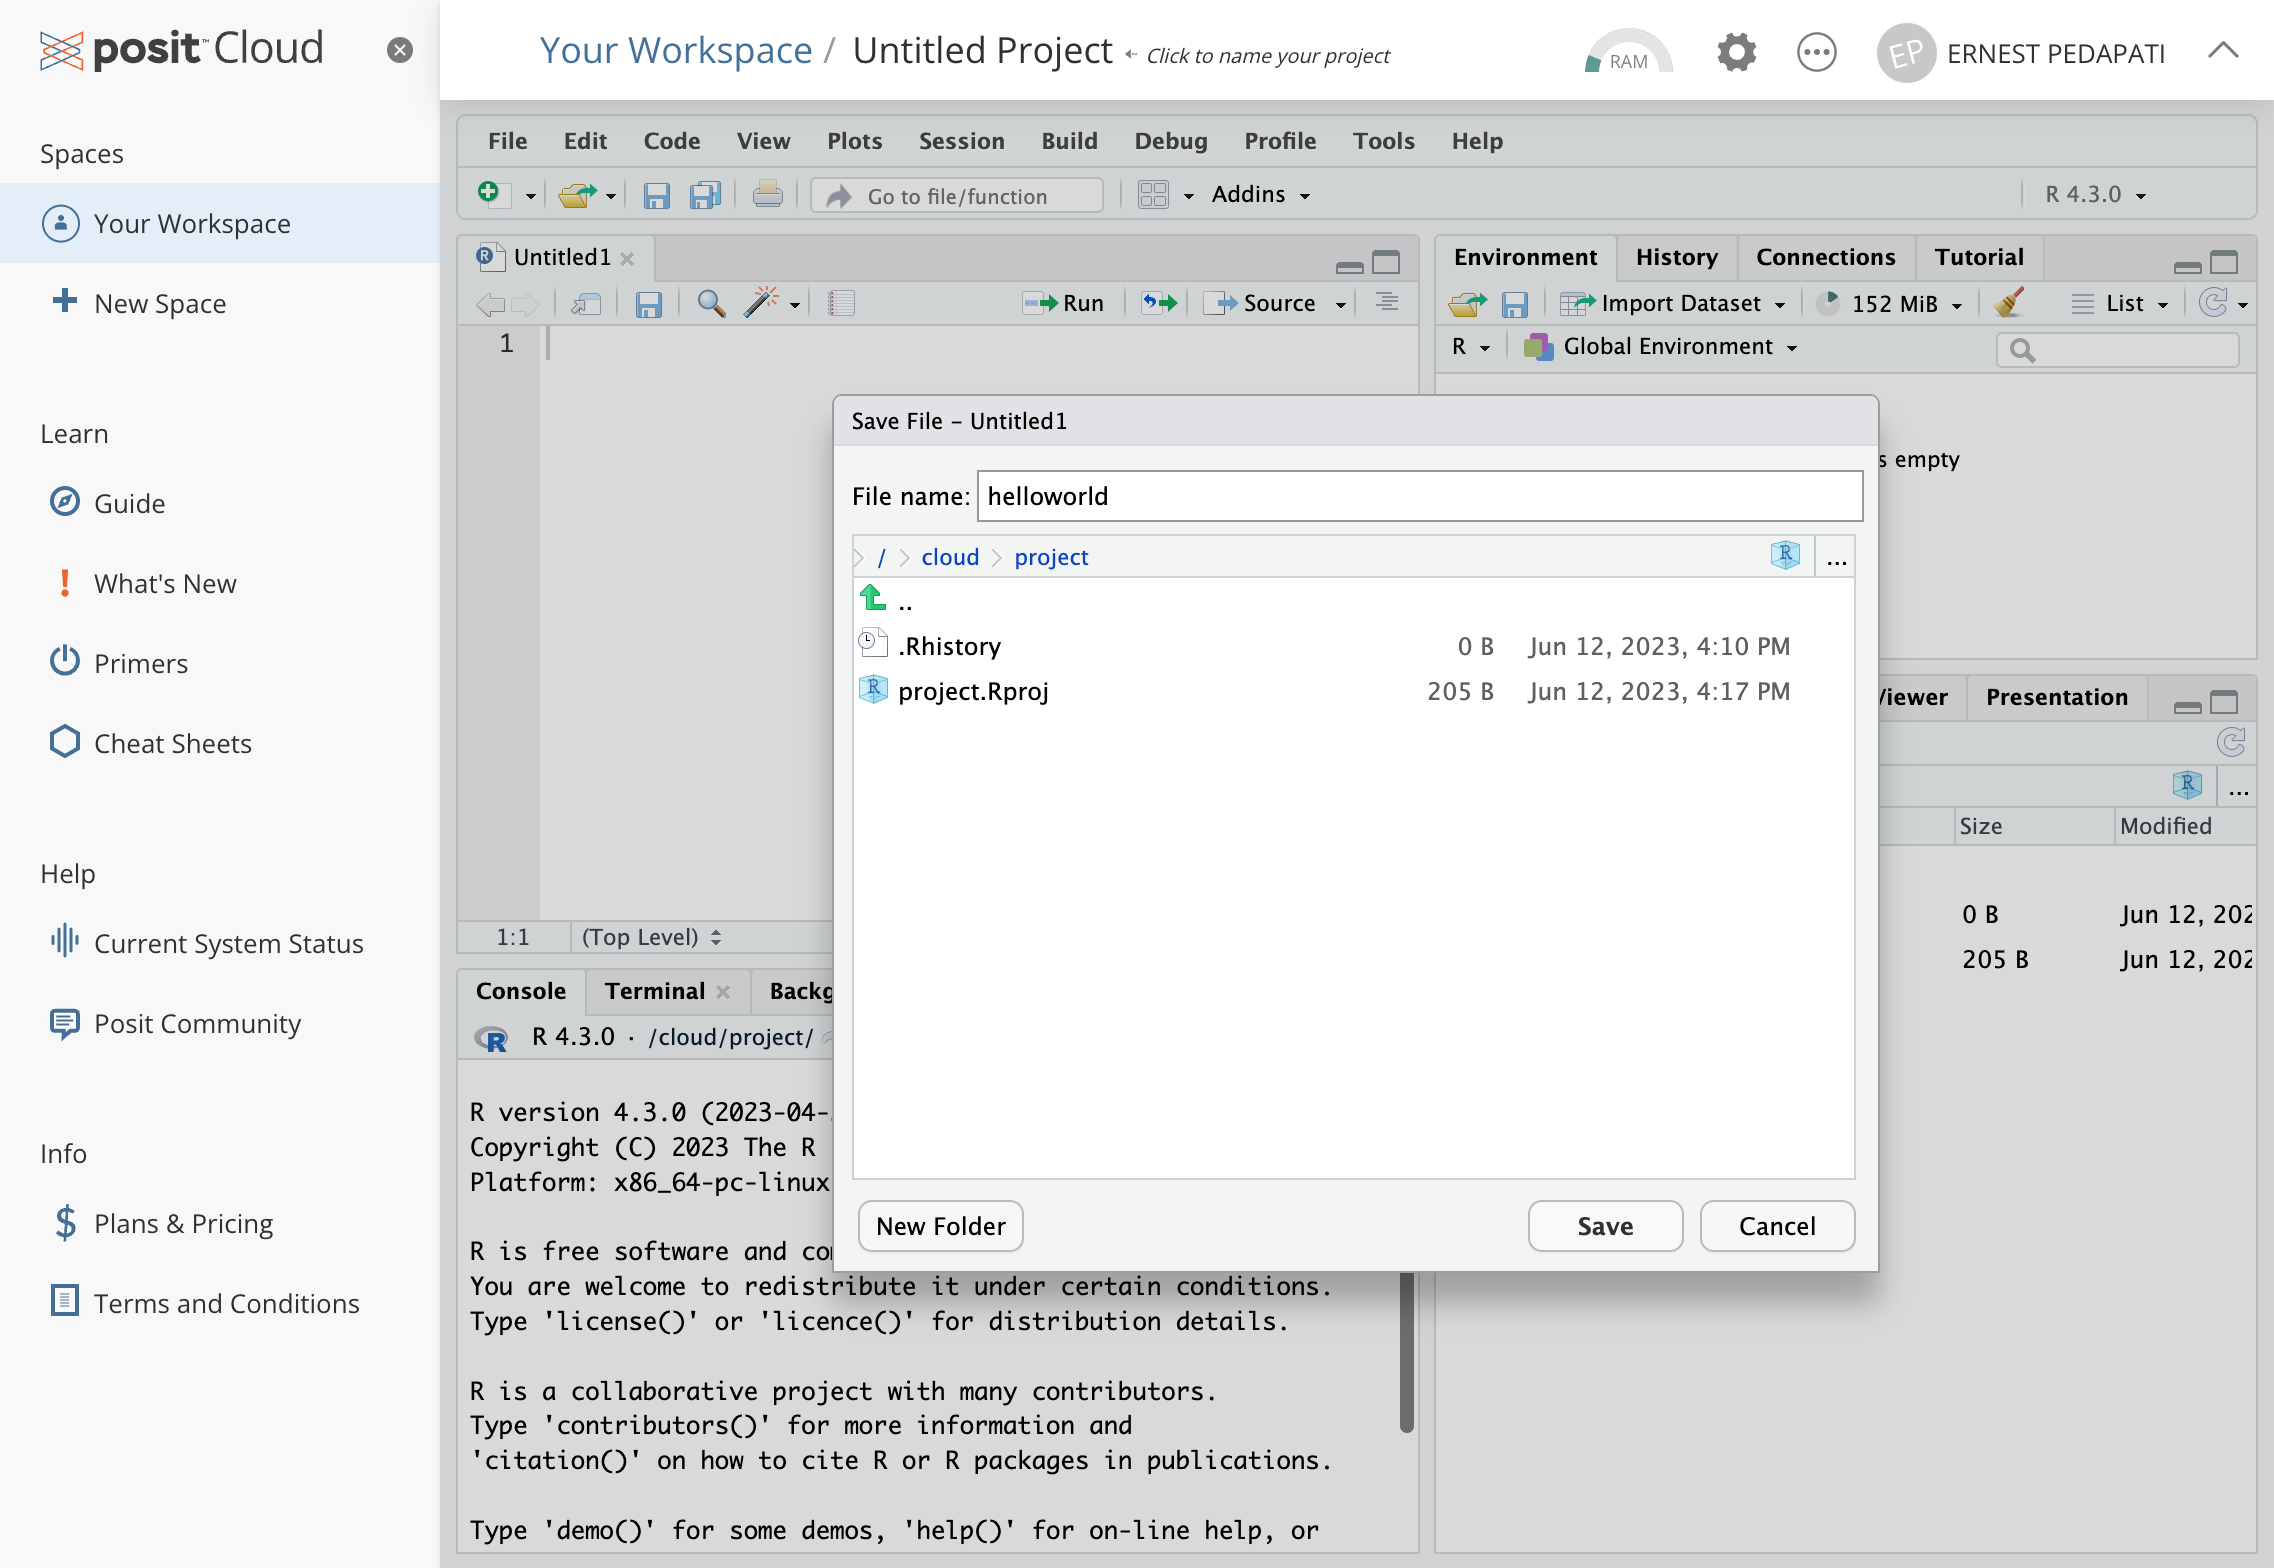 posit™ Cloud
Your Workspace / Untitled Project Click to name your project
RAM
EP ERNEST PEDAPATI
Spaces
Your Workspace
New Space
Learn
Guide
What's New
Primers
Cheat Sheets
Help
Current System Status
Posit Community
Info
Plans & Pricing
Terms and Conditions
File Edit Code View Plots Session Build Debug Profile Tools Help
Go to file/function Addins R 4.3.0
Untitled1
Run Source
1
1:1 (Top Level)
Environment History Connections Tutorial
Import Dataset 152 MiB List
R Global Environment
s empty
Save File – Untitled1
File name: helloworld
/ cloud project R ...
..
.Rhistory 0 B Jun 12, 2023, 4:10 PM
project.Rproj 205 B Jun 12, 2023, 4:17 PM
New Folder Save Cancel
Viewer Presentation
R ...
Size Modified
0 B Jun 12, 202
205 B Jun 12, 202
Console Terminal Backg
R 4.3.0 · /cloud/project/
R version 4.3.0 (2023-04-
Copyright (C) 2023 The R
Platform: x86_64-pc-linux
R is free software and co
You are welcome to redistribute it under certain conditions.
Type 'license()' or 'licence()' for distribution details.
R is a collaborative project with many contributors.
Type 'contributors()' for more information and
'citation()' on how to cite R or R packages in publications.
Type 'demo()' for some demos, 'help()' for on-line help, or